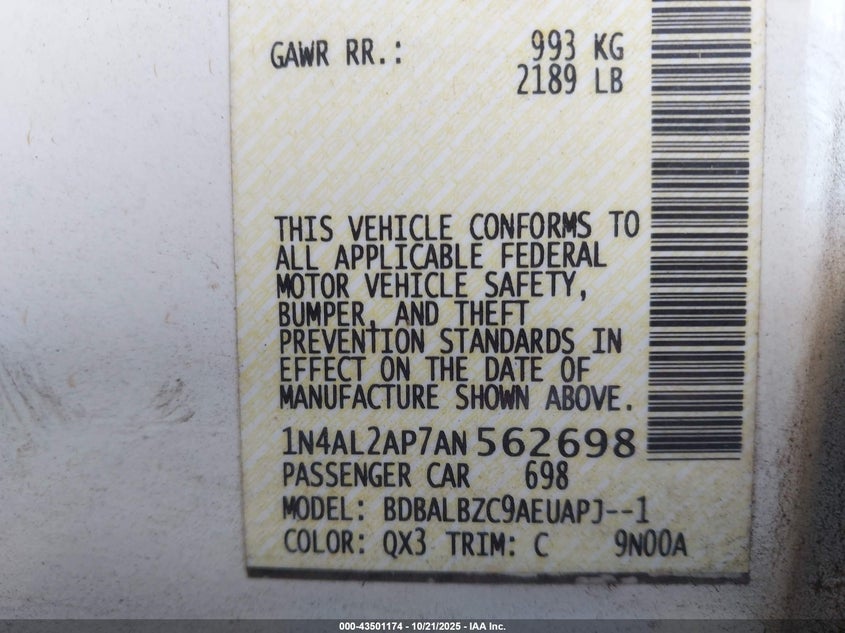 GAWR RR.: 993 KG
2189 LB
THIS VEHICLE CONFORMS TO
ALL APPLICABLE FEDERAL
MOTOR VEHICLE SAFETY,
BUMPER, AND THEFT
PREVENTION STANDARDS IN
EFFECT ON THE DATE OF
MANUFACTURE SHOWN ABOVE.
1N4AL2AP7AN562698
PASSENGER CAR 698
MODEL: BDBALBZC9AEUAPJ--1
COLOR: QX3 TRIM: C 9N00A
000-43501174 - 10/21/2025 - IAA Inc.